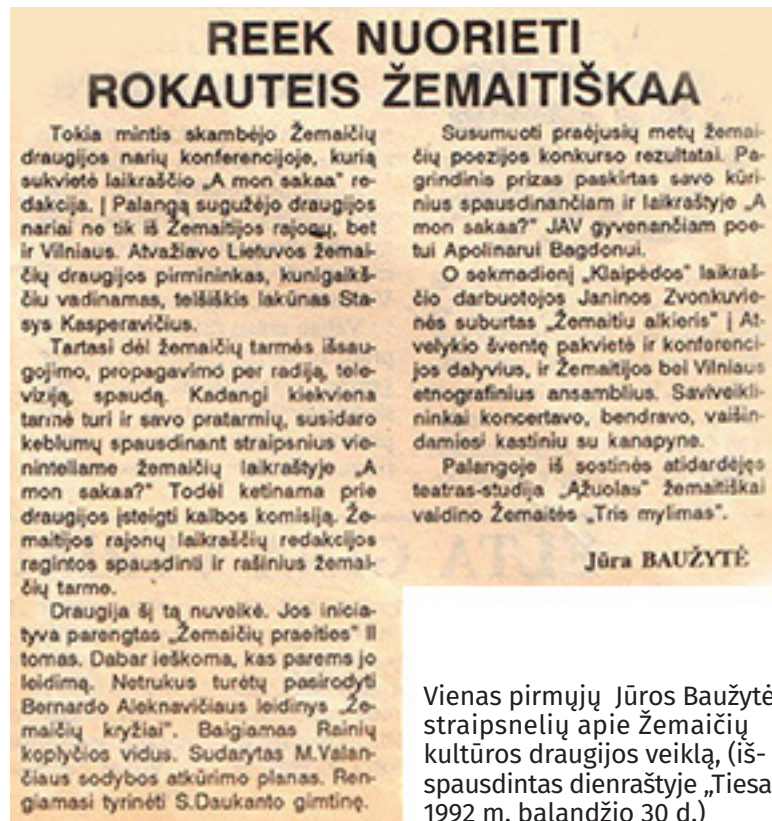 REEK NUORIETI
ROKAUTEIS ŽEMAITIŠKAA
Tokia mintis skambėjo Žemaičių
draugijos narių konferencijoje, kurią
sukvietė laikraščio „A mon sakaa" re-
dakcija. Į Palangą sugužėjo draugijos
nariai ne tik iš Žemaitijos rajonų, bet
ir Vilniaus. Atvažiavo Lietuvos žemai-
čių draugijos pirmininkas, kunigaikš-
čiu vadinamas, telšiškis lakūnas Sta-
sys Kasperavičius.
Tartasi dėl žemaičių tarmės išsau-
gojimo, propagavimo per radiją, tele-
viziją, spaudą. Kadangi kiekviena
tarmė turi ir savo pratarmių, susidaro
keblumų spausdinant straipsnius vie-
ninteliame žemaičių laikraštyje „A
mon sakaa?" Todėl ketinama prie
draugijos įsteigti kalbos komisiją. Že-
maitijos rajonų laikraščių redakcijos
regintos spausdinti ir rašinius žemai-
čių tarme.
Draugija šį tą nuveikė. Jos inicia-
tyva parengtas „Žemaičių praeities" II
tomas. Dabar ieškoma, kas parems jo
leidimą. Netrukus turėtų pasirodyti
Bernardo Aleknavičiaus leidinys „Že-
maičių kryžiai". Baigiamas Rainių
koplyčios vidus. Sudarytas M.Valan-
čiaus sodybos atkūrimo planas. Ren-
giamasi tyrinėti S.Daukanto gimtinę.
Susumuoti praėjusių metų žemai-
čių poezijos konkurso rezultatai. Pa-
grindinis prizas paskirtas savo kūri-
nius spausdinančiam ir laikraštyje „A
mon sakaa?" JAV gyvenančiam poe-
tui Apolinarui Bagdonui.
O sekmadienį „Klaipėdos" laikraš-
čio darbuotojos Janinos Zvonkuvie-
nės suburtas „Žemaitiu alkieris" į At-
velykio šventę pakvietė ir konferenci-
jos dalyvius, ir Žemaitijos bei Vilniaus
etnografinius ansamblius. Saviveikli-
ninkai koncertavo, bendravo, vaišin-
damiesi kastiniu su kanapyne.
Palangoje iš sostinės atidardėjęs
teatras-studija „Ąžuolas" žemaitiškai
vaidino Žemaitės „Tris mylimas".
Jūra BAUŽYTĖ
Vienas pirmųjų Jūros Baužytė
straipsnelių apie Žemaičių
kultūros draugijos veiklą, (iš-
spausdintas dienraštyje „Tiesa
1992 m. balandžio 30 d.)